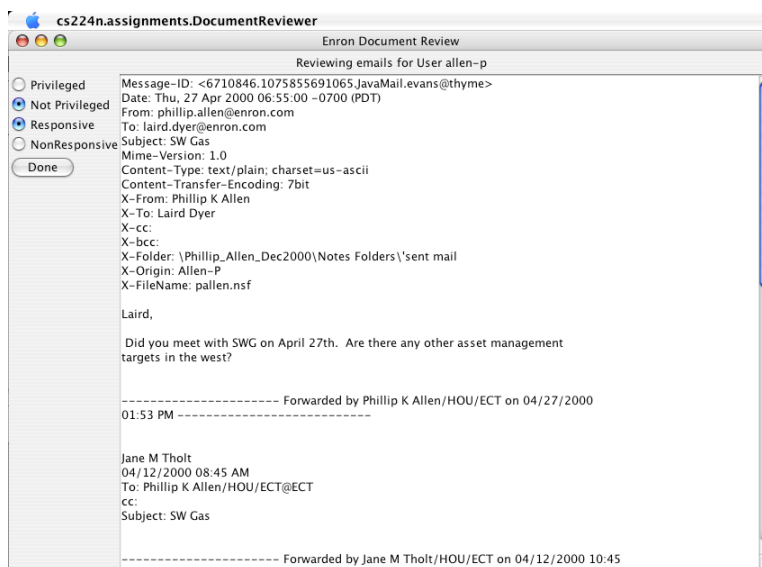 cs224n.assignments.DocumentReviewer
Enron Document Review
Reviewing emails for User allen-p
Privileged
Not Privileged
Responsive
NonResponsive
Done
Message-ID: <6710846.1075855691065.JavaMail.evans@thyme>
Date: Thu, 27 Apr 2000 06:55:00 -0700 (PDT)
From: phillip.allen@enron.com
To: laird.dyer@enron.com
Subject: SW Gas
Mime-Version: 1.0
Content-Type: text/plain; charset=us-ascii
Content-Transfer-Encoding: 7bit
X-From: Phillip K Allen
X-To: Laird Dyer
X-cc:
X-bcc:
X-Folder: \Phillip_Allen_Dec2000\Notes Folders\'sent mail
X-Origin: Allen-P
X-FileName: pallen.nsf
Laird,
Did you meet with SWG on April 27th.  Are there any other asset management
targets in the west?
---------------------- Forwarded by Phillip K Allen/HOU/ECT on 04/27/2000
01:53 PM ---------------------------
Jane M Tholt
04/12/2000 08:45 AM
To: Phillip K Allen/HOU/ECT@ECT
cc:
Subject: SW Gas
---------------------- Forwarded by Jane M Tholt/HOU/ECT on 04/12/2000 10:45